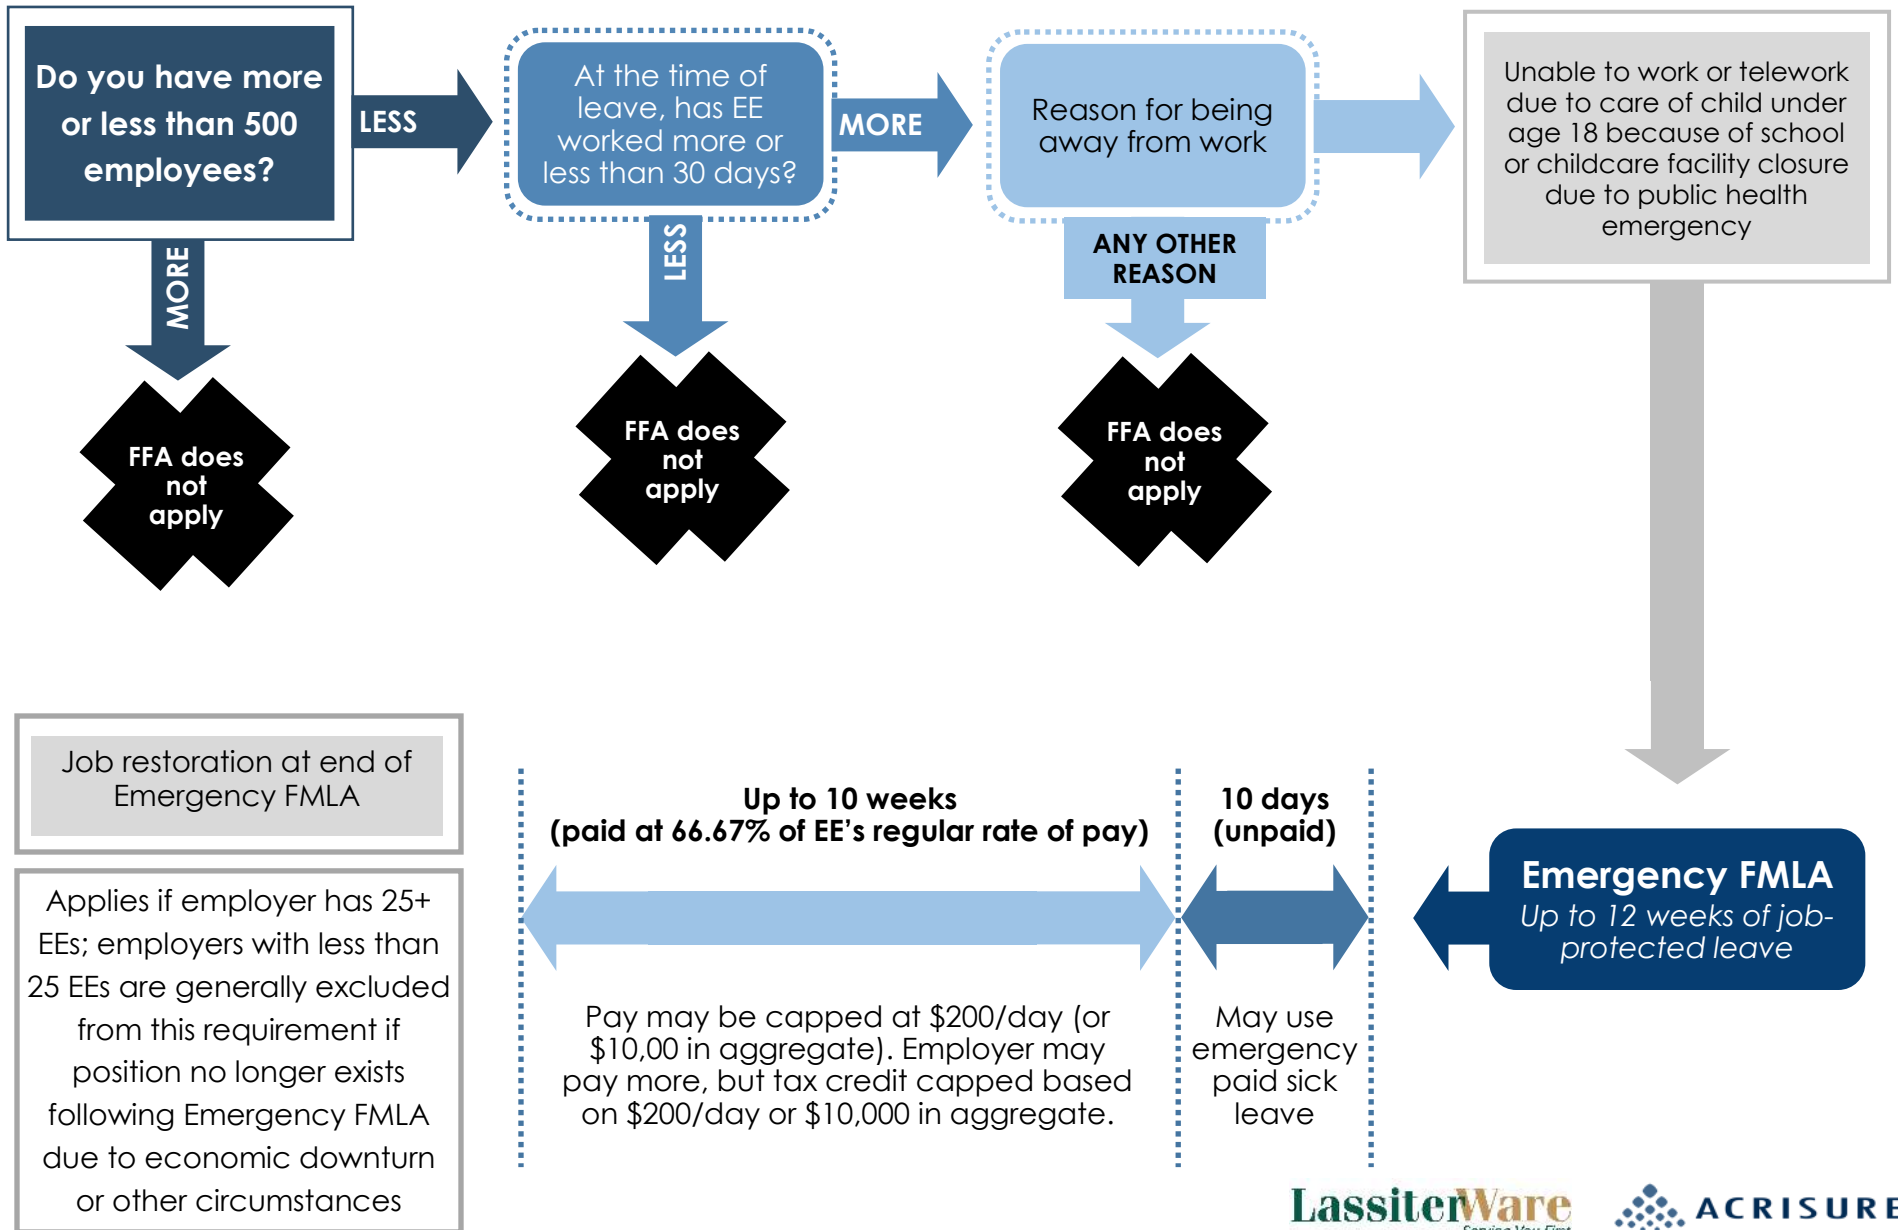 Do you have more
or less than 500
employees?
LESS
MORE
FFA does
not
apply
At the time of
leave, has EE
worked more or
less than 30 days?
MORE
LESS
FFA does
not
apply
Reason for being
away from work
ANY OTHER
REASON
FFA does
not
apply
Unable to work or telework
due to care of child under
age 18 because of school
or childcare facility closure
due to public health
emergency
Emergency FMLA
Up to 12 weeks of job-
protected leave
10 days
(unpaid)
May use
emergency
paid sick
leave
Up to 10 weeks
(paid at 66.67% of EE’s regular rate of pay)
Pay may be capped at $200/day (or
$10,00 in aggregate). Employer may
pay more, but tax credit capped based
on $200/day or $10,000 in aggregate.
Job restoration at end of
Emergency FMLA
Applies if employer has 25+
EEs; employers with less than
25 EEs are generally excluded
from this requirement if
position no longer exists
following Emergency FMLA
due to economic downturn
or other circumstances
LassiterWare
Serving You First
ACRISURE